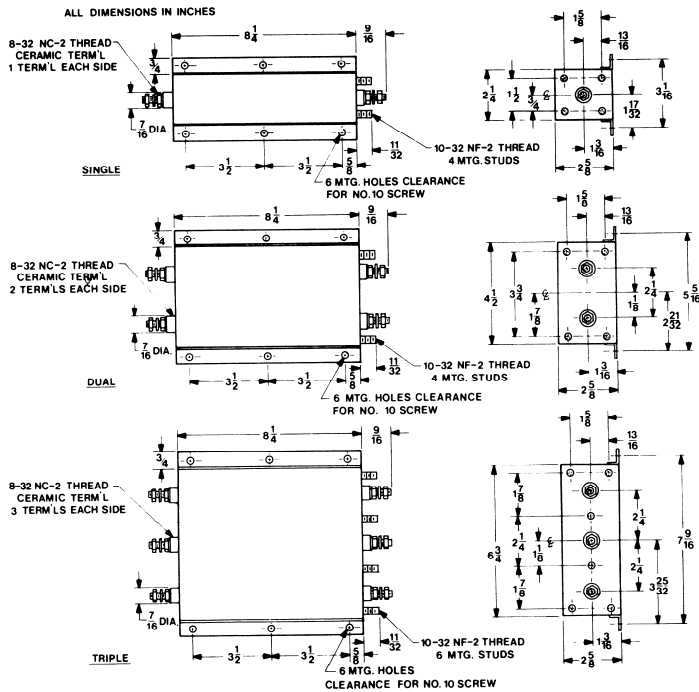 ALL DIMENSIONS IN INCHES
8-32 NC-2 THREAD
CERAMIC TERM'L
1 TERM'L EACH SIDE
8 1/4
9/16
3/4
7/16 DIA.
3 1/2
3 1/2
5/8
11/32
10-32 NF-2 THREAD
4 MTG. STUDS
6 MTG. HOLES CLEARANCE
FOR NO. 10 SCREW
SINGLE
1 5/8
13/16
2 1/4
1 1/2
3/4
℄
3 1/16
1 17/32
1 3/16
2 5/8
8 1/4
9/16
3/4
8-32 NC-2 THREAD
CERAMIC TERM'L
2 TERM'LS EACH SIDE
7/16 DIA.
3 1/2
3 1/2
5/8
11/32
10-32 NF-2 THREAD
4 MTG. STUDS
6 MTG. HOLES CLEARANCE
FOR NO. 10 SCREW
DUAL
1 5/8
13/16
4 1/2
3 3/4
℄
1 7/8
1 1/8
2 1/4
2 21/32
5 5/16
1 3/16
2 5/8
8 1/4
9/16
3/4
8-32 NC-2 THREAD
CERAMIC TERM'L
3 TERM'LS EACH SIDE
7/16 DIA.
3 1/2
3 1/2
5/8
11/32
10-32 NF-2 THREAD
6 MTG. STUDS
6 MTG. HOLES
CLEARANCE FOR NO. 10 SCREW
TRIPLE
1 5/8
13/16
6 3/4
1 7/8
2 1/4
1 7/8
1 1/8
℄
2 1/4
2 1/4
3 25/32
7 9/16
1 3/16
2 5/8